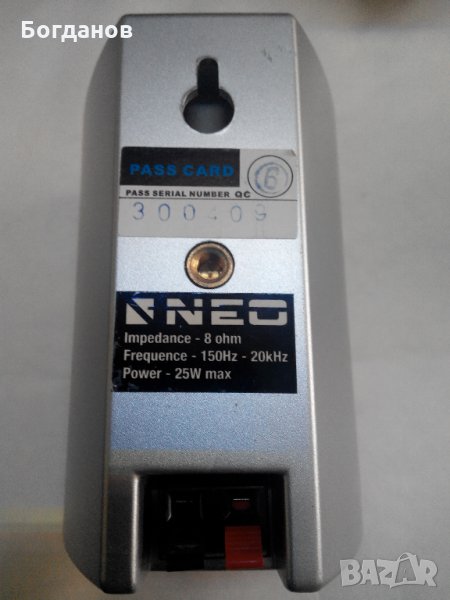 Богданов
PASS CARD
6
PASS SERIAL NUMBER QC
300409
NEO
Impedance - 8 ohm
Frequence - 150Hz - 20kHz
Power - 25W max
BAZAR